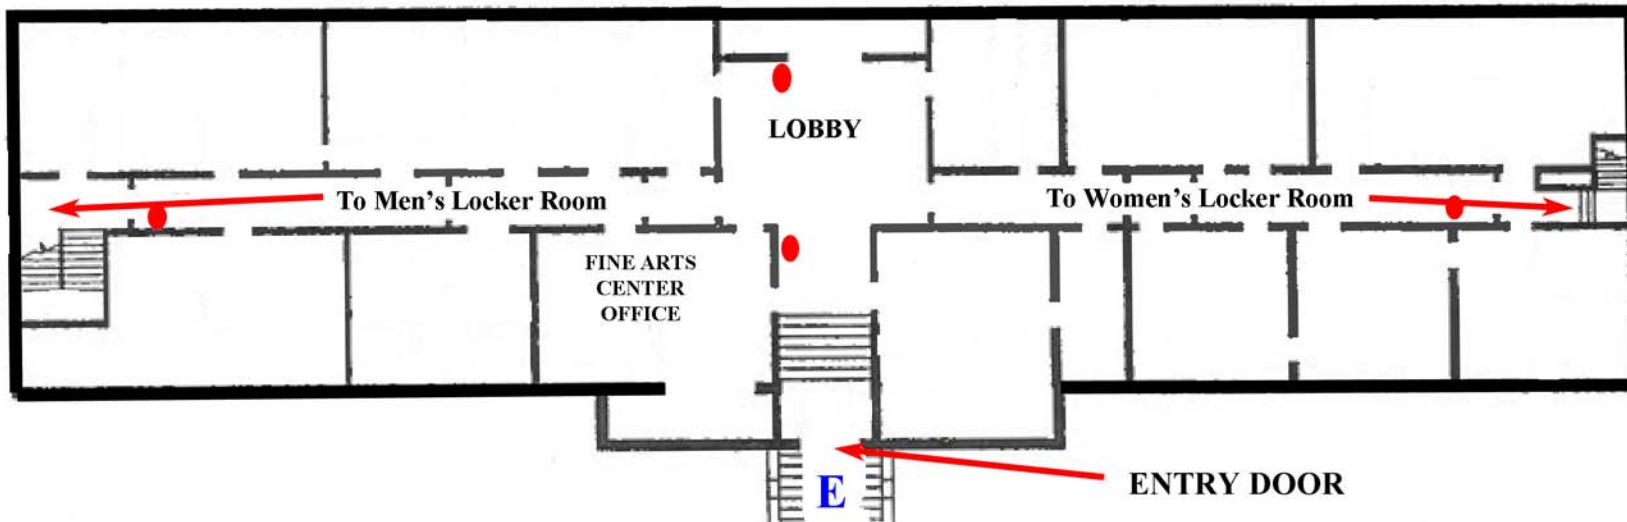 LOBBY
To Men's Locker Room
To Women's Locker Room
FINE ARTS
CENTER
OFFICE
E
ENTRY DOOR